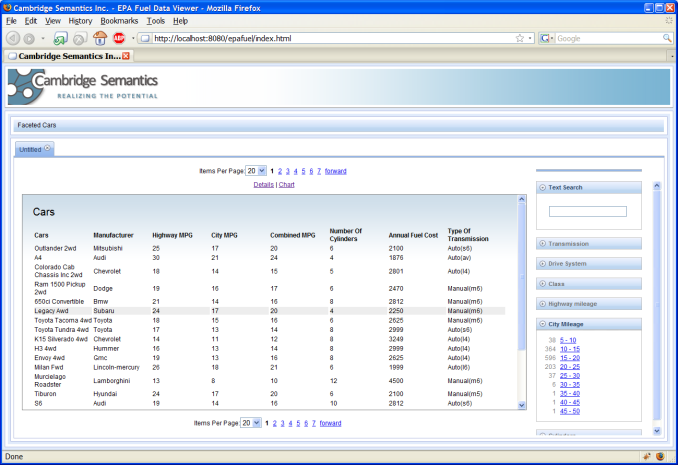 Cambridge Semantics Inc. - EPA Fuel Data Viewer - Mozilla Firefox
File Edit View History Bookmarks Tools Help
ABP http://localhost:8080/epafuel/index.html G Google
Cambridge Semantics In...
Cambridge Semantics
REALIZING THE POTENTIAL
Faceted Cars
Untitled
Items Per Page: 20 1 2 3 4 5 6 7 forward
Details | Chart
Cars
Cars Manufacturer Highway MPG City MPG Combined MPG Number Of Cylinders Annual Fuel Cost Type Of Transmission
Outlander 2wd Mitsubishi 25 17 20 6 2100 Auto(s6)
A4 Audi 30 21 24 4 1876 Auto(av)
Colorado Cab Chassis Inc 2wd Chevrolet 18 14 15 5 2801 Auto(l4)
Ram 1500 Pickup 2wd Dodge 19 16 17 6 2470 Manual(m6)
650ci Convertible Bmw 21 14 16 8 2812 Manual(m6)
Legacy Awd Subaru 24 17 20 4 2250 Manual(m6)
Toyota Tacoma 4wd Toyota 18 15 16 6 2625 Manual(m6)
Toyota Tundra 4wd Toyota 17 13 14 8 2999 Auto(s6)
K15 Silverado 4wd Chevrolet 14 11 12 8 3249 Auto(l4)
H3 4wd Hummer 16 13 14 8 2999 Auto(l4)
Envoy 4wd Gmc 19 13 16 8 2625 Auto(l4)
Milan Fwd Lincoln-mercury 26 18 21 6 1999 Auto(l6)
Murcielago Roadster Lamborghini 13 8 10 12 4500 Manual(m6)
Tiburon Hyundai 24 17 20 6 2100 Manual(m5)
S6 Audi 19 14 16 10 2812 Auto(s6)
Items Per Page: 20 1 2 3 4 5 6 7 forward
Text Search
Transmission
Drive System
Class
Highway mileage
City Mileage
38 5 - 10
364 10 - 15
596 15 - 20
203 20 - 25
37 25 - 30
6 30 - 35
1 35 - 40
1 40 - 45
1 45 - 50
Done